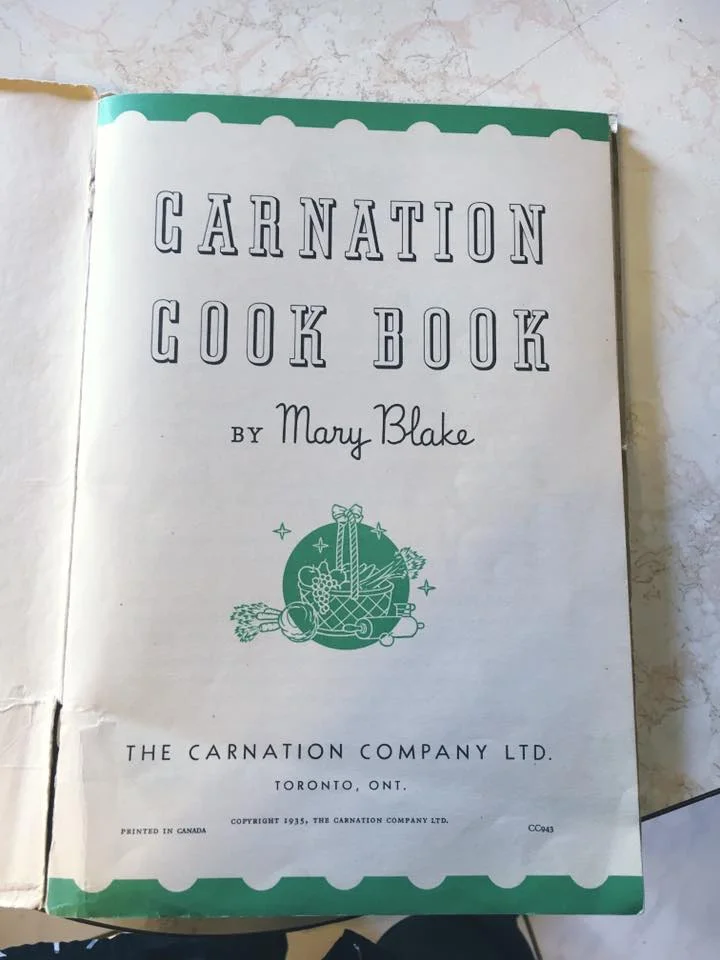 CARNATION
COOK BOOK
BY Mary Blake
THE CARNATION COMPANY LTD.
TORONTO, ONT.
COPYRIGHT 1935, THE CARNATION COMPANY LTD.
PRINTED IN CANADA CC943